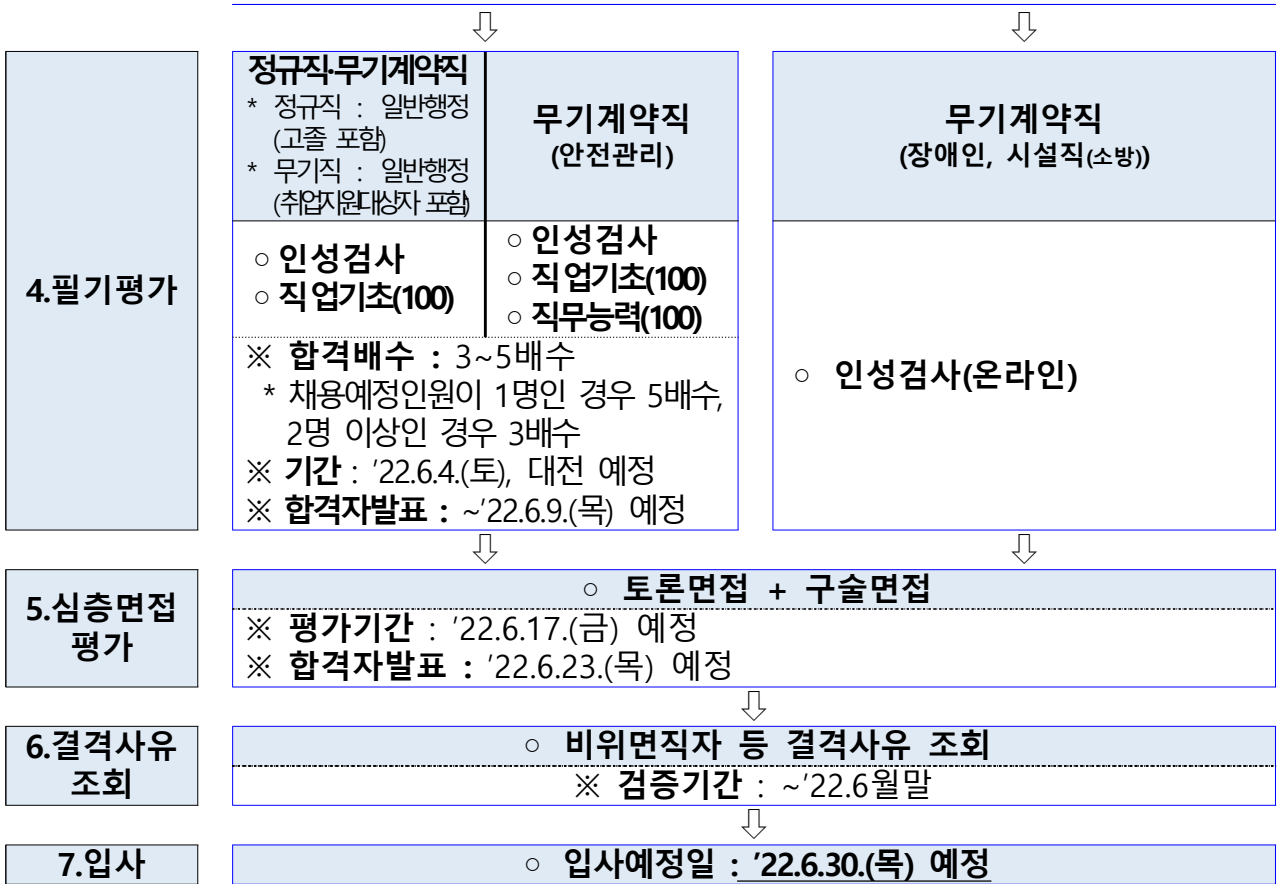 4.필기평가
정규직·무기계약직
* 정규직 : 일반행정
(고졸 포함)
* 무기직 : 일반행정
(취업지원대상자 포함)
무기계약직
(안전관리)
무기계약직
(장애인, 시설직(소방))
○ 인성검사
○ 직업기초(100)
○ 인성검사
○ 직업기초(100)
○ 직무능력(100)
※ 합격배수 : 3~5배수
* 채용예정인원이 1명인 경우 5배수,
2명 이상인 경우 3배수
※ 기간 : '22.6.4.(토), 대전 예정
※ 합격자발표 : ~'22.6.9.(목) 예정
○ 인성검사(온라인)
5.심층면접
평가
○ 토론면접 + 구술면접
※ 평가기간 : '22.6.17.(금) 예정
※ 합격자발표 : '22.6.23.(목) 예정
6.결격사유
조회
○ 비위면직자 등 결격사유 조회
※ 검증기간 : ~'22.6월말
7.입사
○ 입사예정일 : '22.6.30.(목) 예정